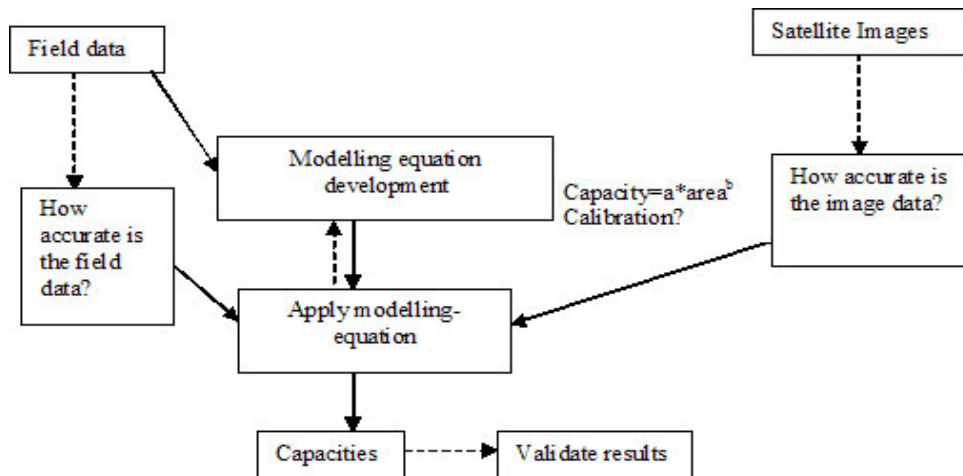 Field data
Satellite Images
Modelling equation
development
Capacity=a*area^b
Calibration?
How accurate is
the image data?
How
accurate is
the field
data?
Apply modelling-
equation
Capacities
Validate results